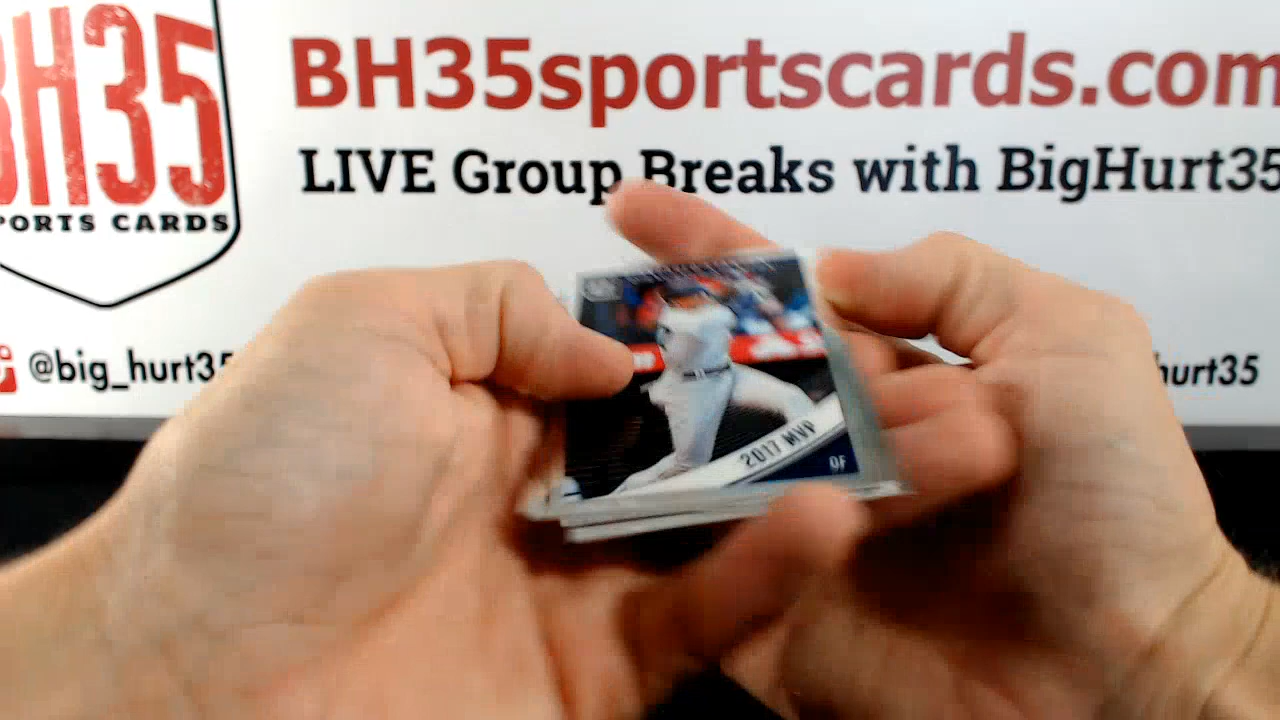 BH35
PORTS CARDS
BH35sportscards.com
LIVE Group Breaks with BigHurt35
@big_hurt35
hurt35
2017 MVP
OF